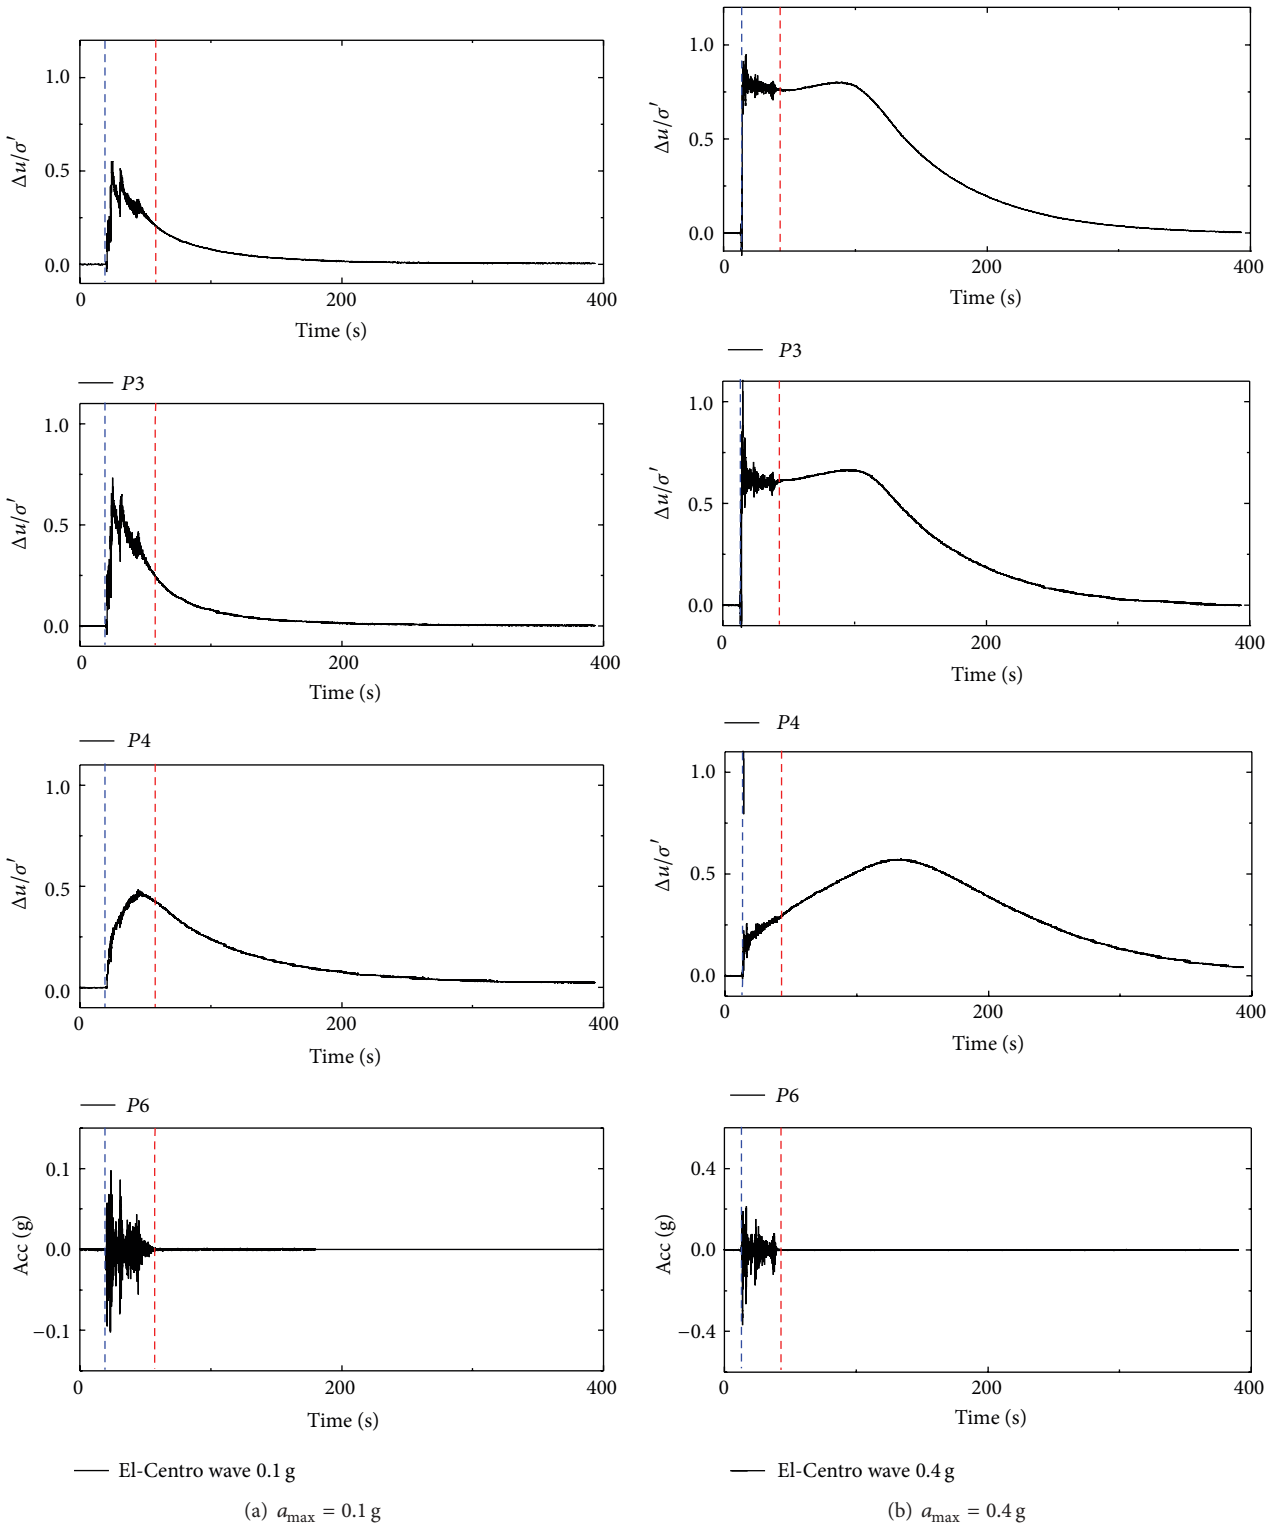 1.0
0.5
0.0
Δu/σ′
0
200
400
Time (s)
P3
1.0
0.5
0.0
Δu/σ′
0
200
400
Time (s)
P4
1.0
0.5
0.0
Δu/σ′
0
200
400
Time (s)
P6
0.1
0.0
−0.1
Acc (g)
0
200
400
Time (s)
El-Centro wave 0.1 g
(a) amax = 0.1 g
1.0
0.5
0.0
Δu/σ′
0
200
400
Time (s)
P3
1.0
0.5
0.0
Δu/σ′
0
200
400
Time (s)
P4
1.0
0.5
0.0
Δu/σ′
0
200
400
Time (s)
P6
0.4
0.0
−0.4
Acc (g)
0
200
400
Time (s)
El-Centro wave 0.4 g
(b) amax = 0.4 g